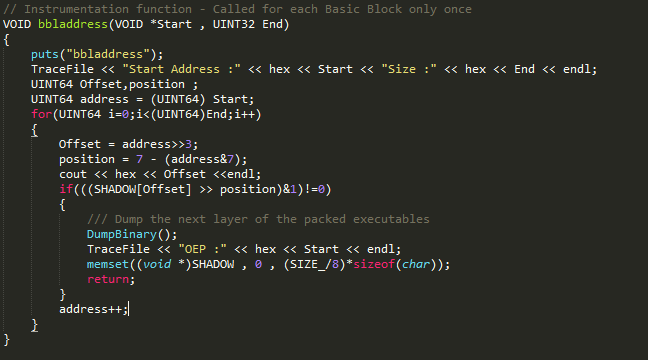 // Instrumentation function - Called for each Basic Block only once
VOID bbladdress(VOID *Start , UINT32 End)
{
    puts("bbladdress");
    TraceFile << "Start Address :" << hex << Start << "Size :" << hex << End << endl;
    UINT64 Offset,position ;
    UINT64 address = (UINT64) Start;
    for(UINT64 i=0;i<(UINT64)End;i++)
    {
        Offset = address>>3;
        position = 7 - (address&7);
        cout << hex << Offset <<endl;
        if(((SHADOW[Offset] >> position)&1)!=0)
        {
            /// Dump the next layer of the packed executables
            DumpBinary();
            TraceFile << "OEP :" << hex << Start << endl;
            memset((void *)SHADOW , 0 , (SIZE_/8)*sizeof(char));
            return;
        }
        address++;
    }
}